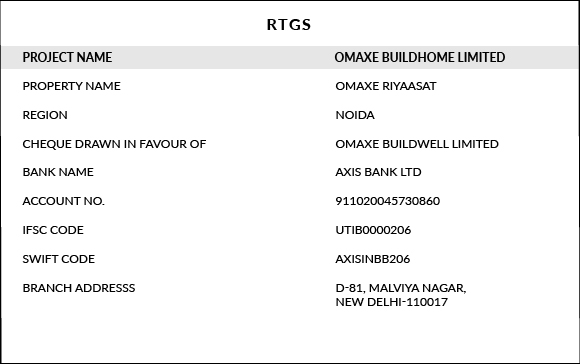 RTGS
PROJECT NAME OMAXE BUILDHOME LIMITED
PROPERTY NAME OMAXE RIYAASAT
REGION NOIDA
CHEQUE DRAWN IN FAVOUR OF OMAXE BUILDWELL LIMITED
BANK NAME AXIS BANK LTD
ACCOUNT NO. 911020045730860
IFSC CODE UTIB0000206
SWIFT CODE AXISINBB206
BRANCH ADDRESSS D-81, MALVIYA NAGAR,
NEW DELHI-110017